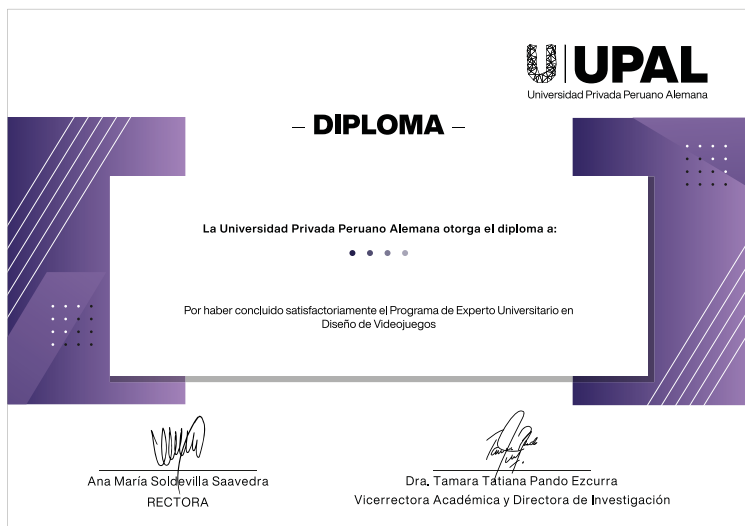 UPAL
Universidad Privada Peruano Alemana
– DIPLOMA –
La Universidad Privada Peruano Alemana otorga el diploma a:
Por haber concluido satisfactoriamente el Programa de Experto Universitario en
Diseño de Videojuegos
Ana María Soldevilla Saavedra
RECTORA
Dra. Tamara Tatiana Pando Ezcurra
Vicerrectora Académica y Directora de Investigación